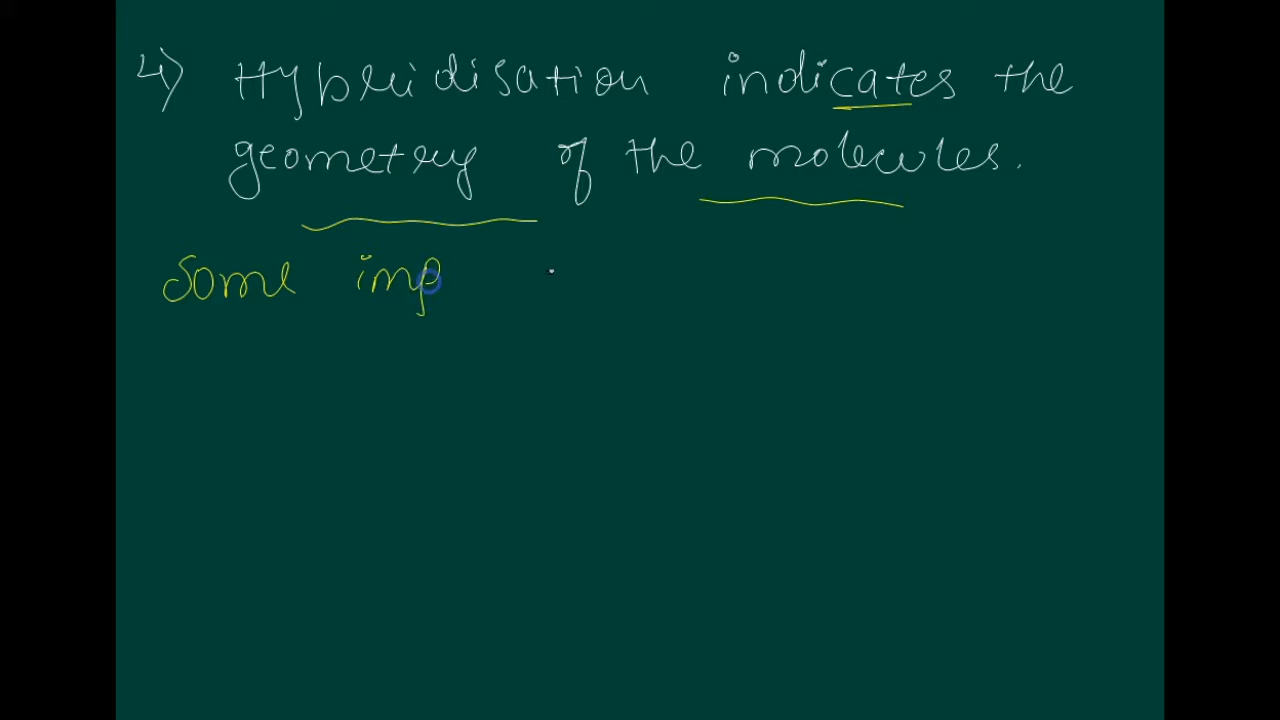 4) Hybridisation indicates the
geometry of the molecules.
Some imp